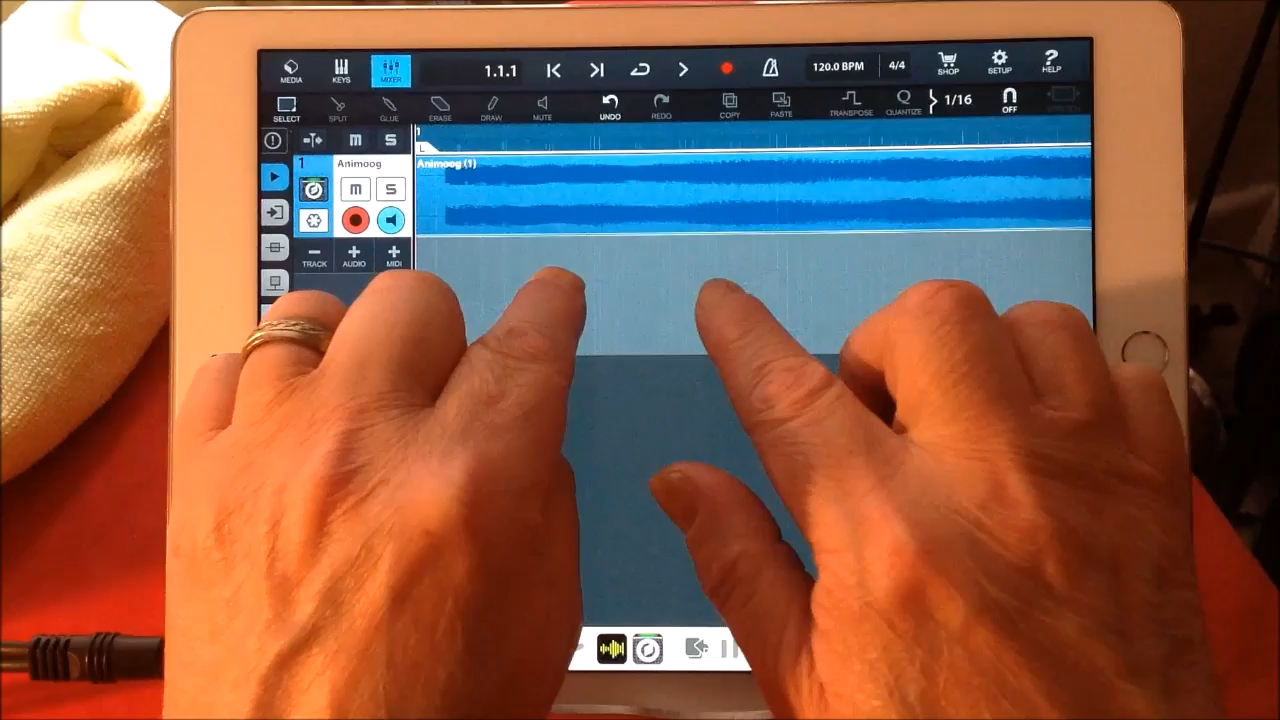 MEDIA KEYS MIXER 1.1.1 120.0 BPM 4/4 SHOP SETUP HELP
SELECT SPLIT GLUE ERASE DRAW MUTE UNDO REDO COPY PASTE TRANSPOSE QUANTIZE 1/16 OFF
M S 1
L
1 Animoog Animoog (1)
M S
TRACK AUDIO MIDI